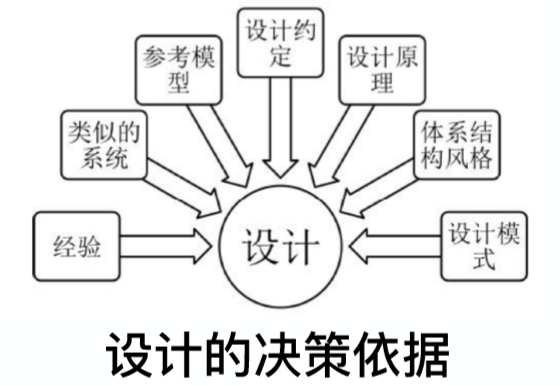 设计约
定
参考模
型
设计原
理
类似的
系统
体系结
构风格
经验
设计
设计模
式
设计的决策依据